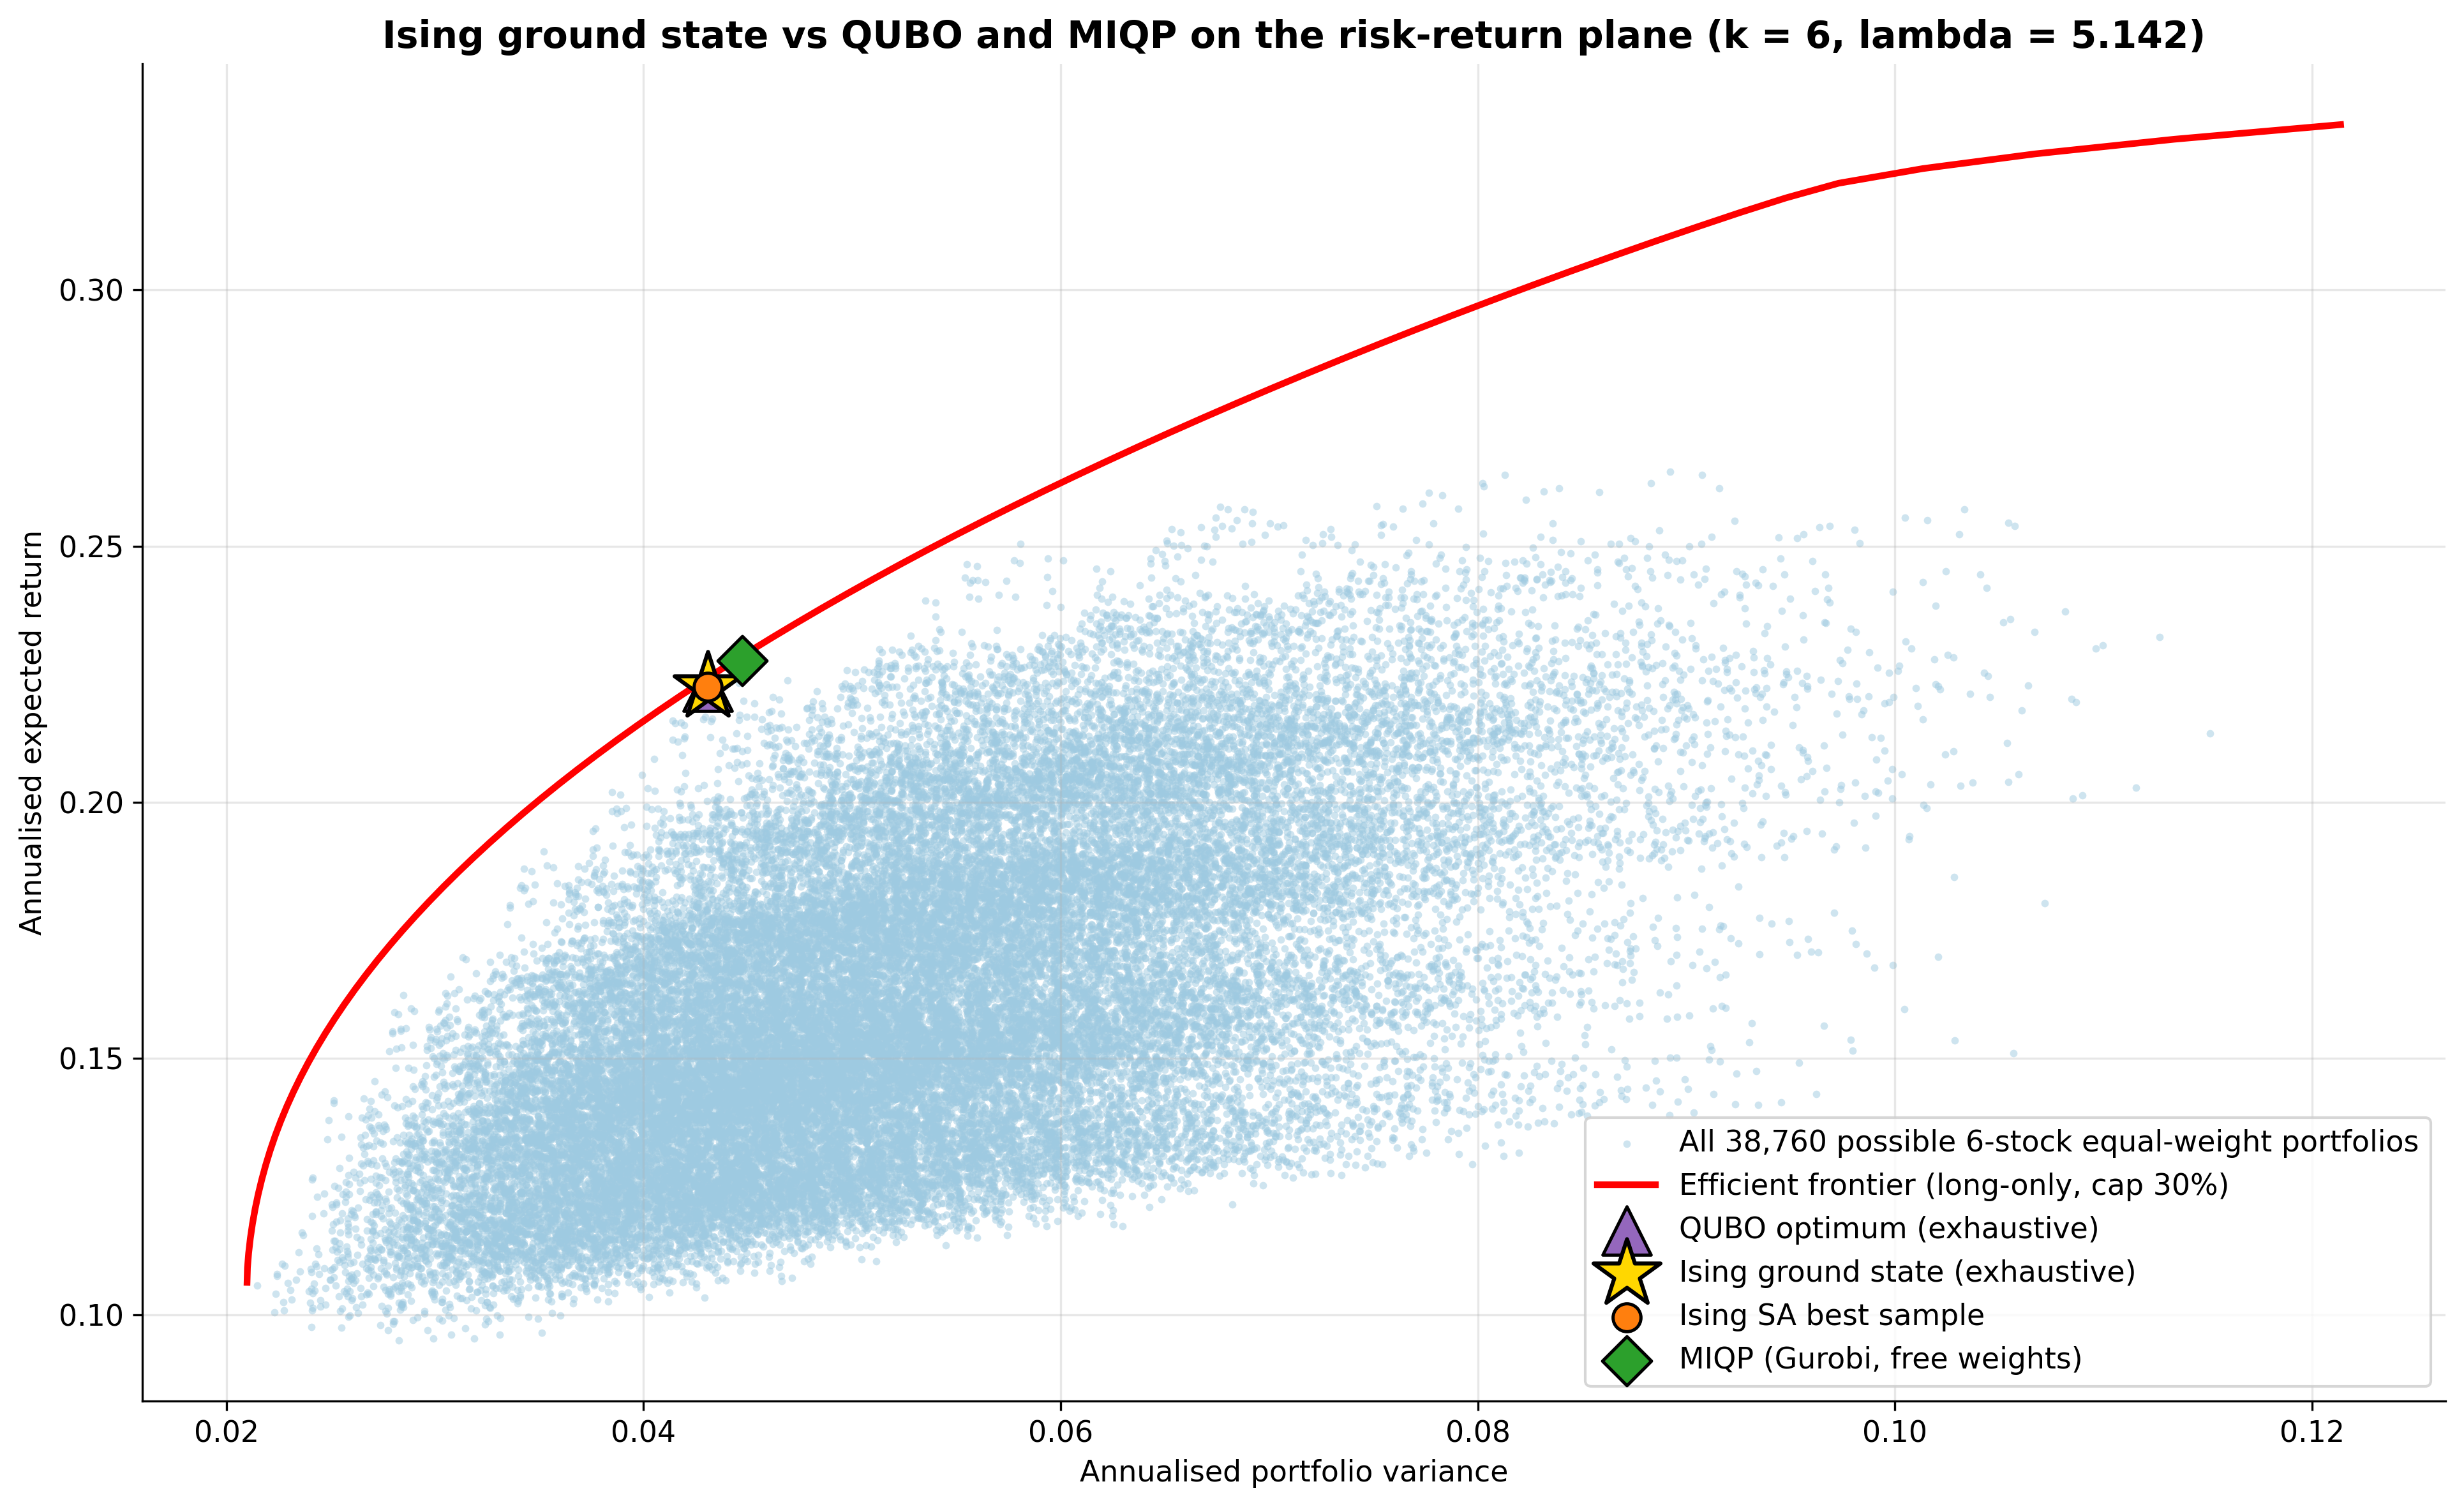 Ising ground state vs QUBO and MIQP on the risk-return plane (k = 6, lambda = 5.142)
Annualised expected return
0.30
0.25
0.20
0.15
0.10
All 38,760 possible 6-stock equal-weight portfolios
Efficient frontier (long-only, cap 30%)
QUBO optimum (exhaustive)
Ising ground state (exhaustive)
Ising SA best sample
MIQP (Gurobi, free weights)
0.02
0.04
0.06
0.08
0.10
0.12
Annualised portfolio variance